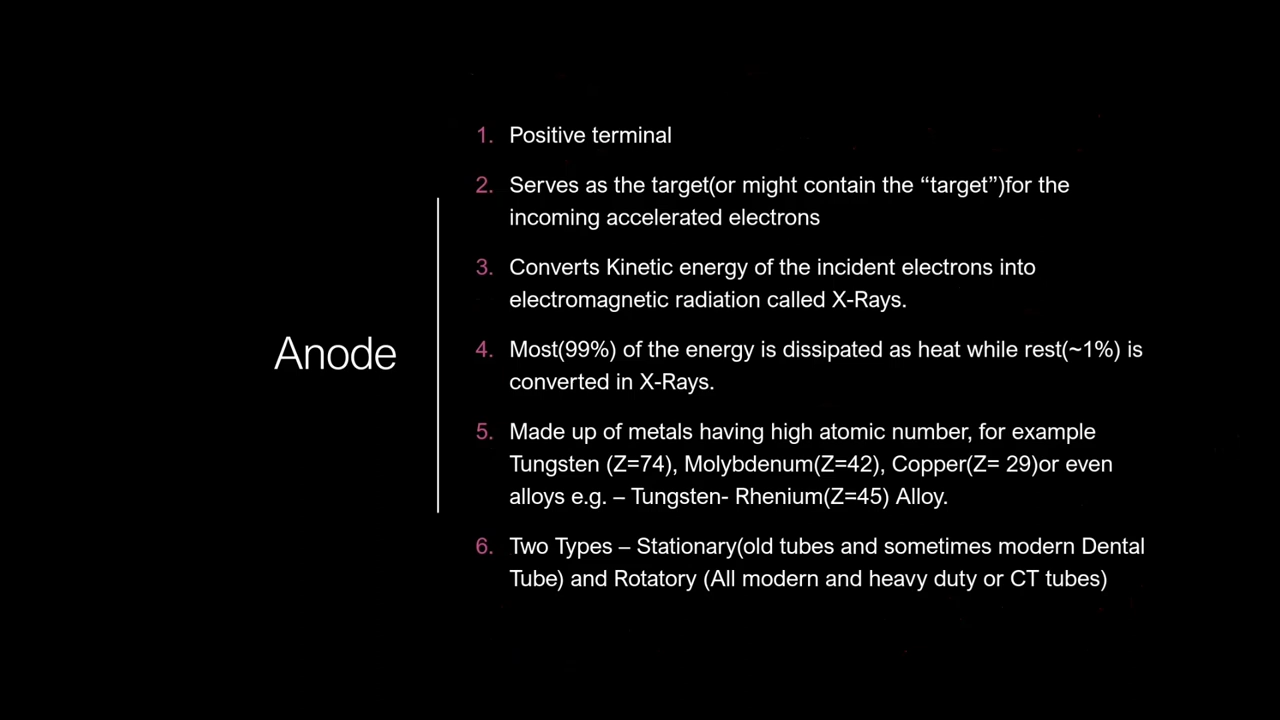 Anode
1. Positive terminal
2. Serves as the target(or might contain the “target”)for the
incoming accelerated electrons
3. Converts Kinetic energy of the incident electrons into
electromagnetic radiation called X-Rays.
4. Most(99%) of the energy is dissipated as heat while rest(~1%) is
converted in X-Rays.
5. Made up of metals having high atomic number, for example
Tungsten (Z=74), Molybdenum(Z=42), Copper(Z= 29)or even
alloys e.g. – Tungsten- Rhenium(Z=45) Alloy.
6. Two Types – Stationary(old tubes and sometimes modern Dental
Tube) and Rotatory (All modern and heavy duty or CT tubes)